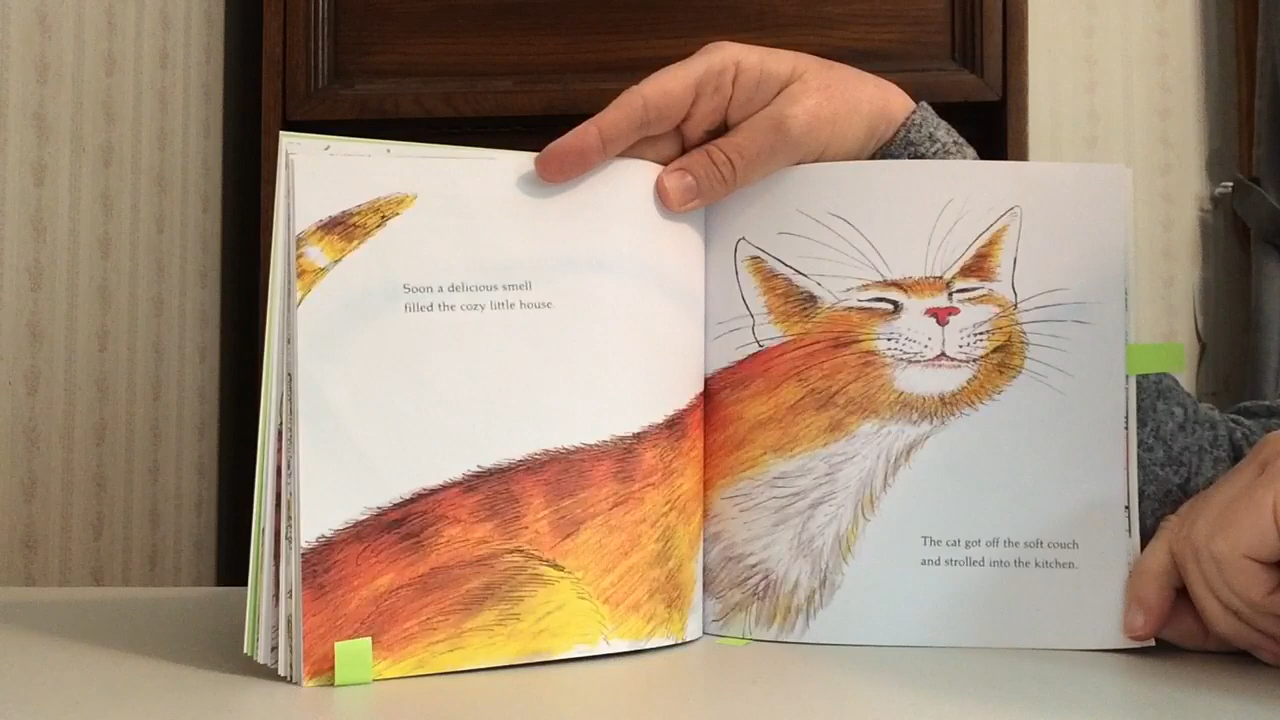 Soon a delicious smell
filled the cozy little house.
The cat got off the soft couch
and strolled into the kitchen.